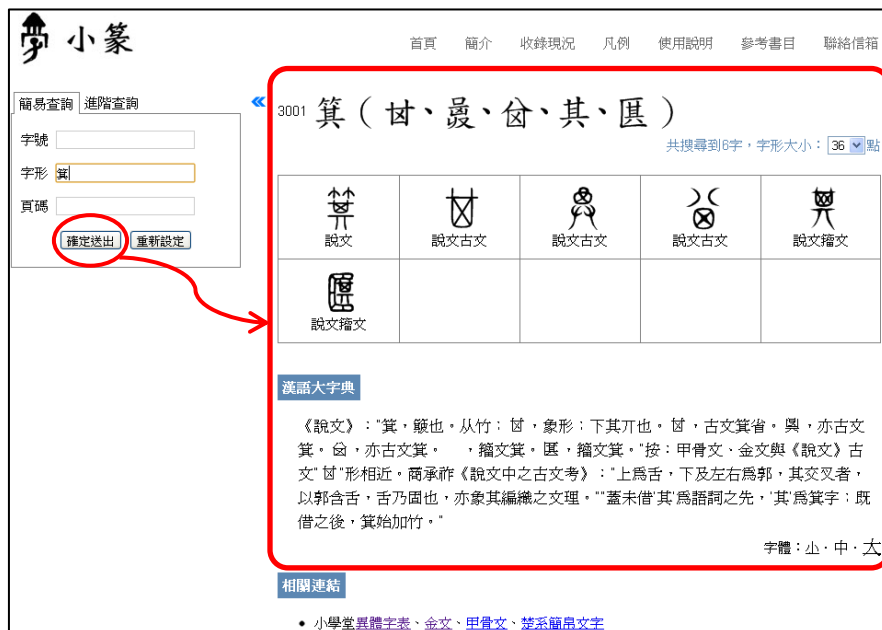 小篆
首頁 簡介 收錄現況 凡例 使用說明 參考書目 聯絡信箱
簡易查詢 進階查詢
字號
字形 箕
頁碼
確定送出 重新設定
«
3001 箕（𠀠、𠔛、𠔋、其、匪）
共搜尋到6字，字形大小： 36 點
說文 說文古文 說文古文 說文古文 說文籀文
說文籀文
漢語大字典
《說文》："箕，簸也。从竹；𠀠，象形；下其丌也。𠀠，古文箕省。𠔛，亦古文
箕。𠔋，亦古文箕。 ，籀文箕。匪，籀文箕。"按：甲骨文、金文與《說文》古
文"𠀠"形相近。商承祚《說文中之古文考》："上爲舌，下及左右爲郭，其交叉者，
以郭含舌，舌乃固也，亦象其編織之文理。""蓋未借'其'爲語詞之先，'其'爲箕字；既
借之後，箕始加竹。"
字體：小．中．大
相關連結
• 小學堂異體字表、金文、甲骨文、楚系簡帛文字